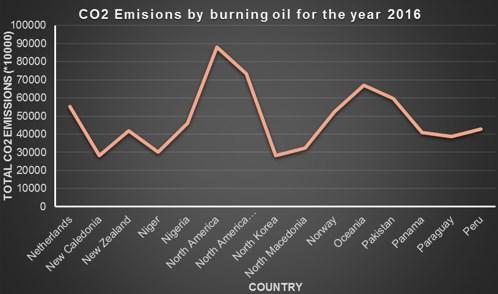 CO2 Emisions by burning oil for the year 2016
TOTAL CO2 EMISSIONS (*10000)
100000
90000
80000
70000
60000
50000
40000
30000
20000
10000
0
Netherlands
New Caledonia
New Zealand
Niger
Nigeria
North America
North America...
North Korea
North Macedonia
Norway
Oceania
Pakistan
Panama
Paraguay
Peru
COUNTRY